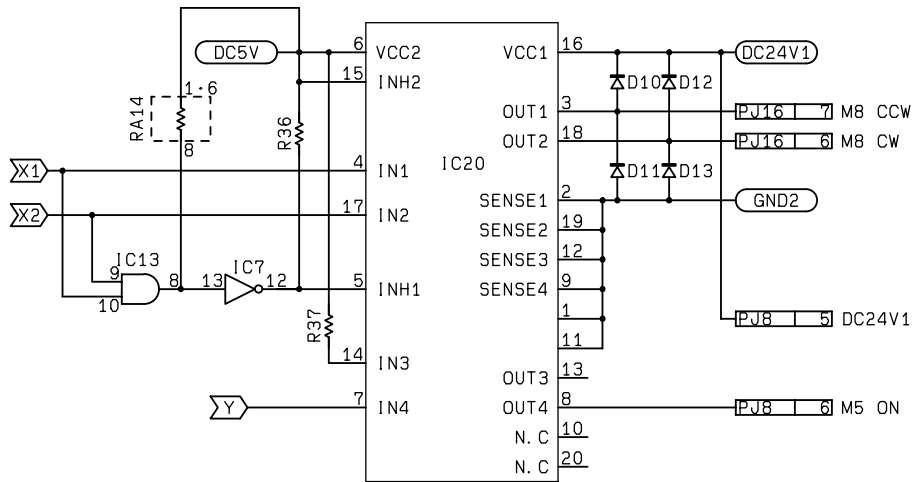 DC5V
6
VCC2
VCC1
16
DC24V1
15
INH2
D10
D12
1・6
RA14
8
R36
OUT1
3
PJ16
7
M8 CCW
OUT2
18
PJ16
6
M8 CW
X1
4
IN1
IC20
D11
D13
SENSE1
2
GND2
X2
17
IN2
SENSE2
19
IC13
IC7
SENSE3
12
9
10
8
13
12
5
INH1
SENSE4
9
R37
1
PJ8
5
DC24V1
11
14
IN3
OUT3
13
Y
7
IN4
OUT4
8
PJ8
6
M5 ON
N.C
10
N.C
20